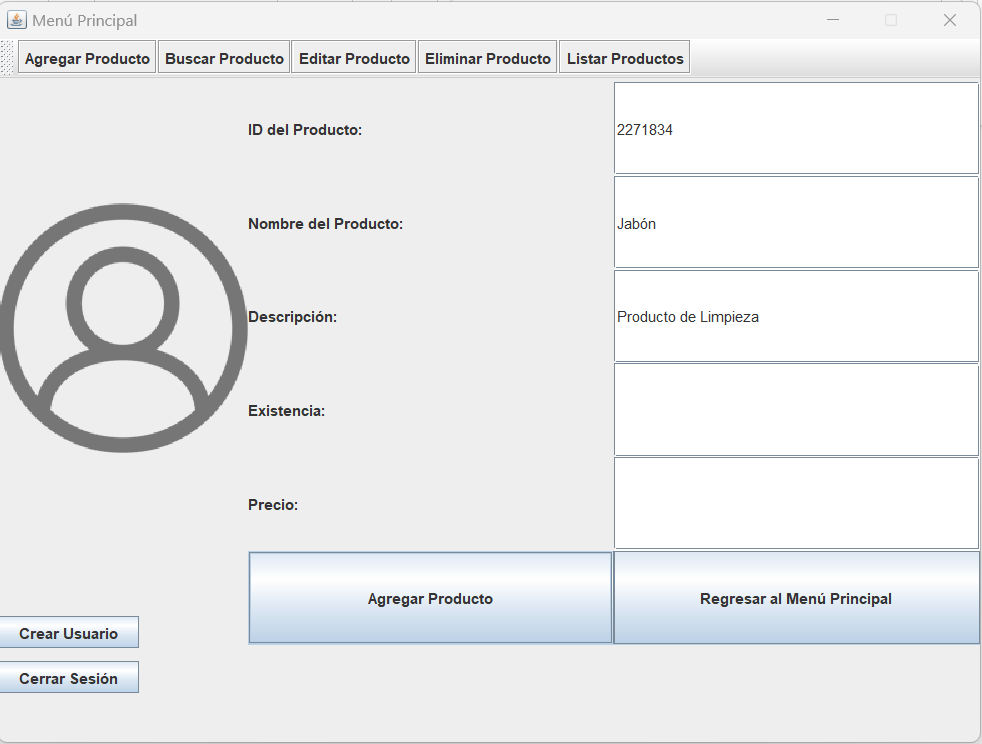 Menú Principal
Agregar Producto Buscar Producto Editar Producto Eliminar Producto Listar Productos
ID del Producto: 2271834
Nombre del Producto: Jabón
Descripción: Producto de Limpieza
Existencia:
Precio:
Agregar Producto Regresar al Menú Principal
Crear Usuario
Cerrar Sesión